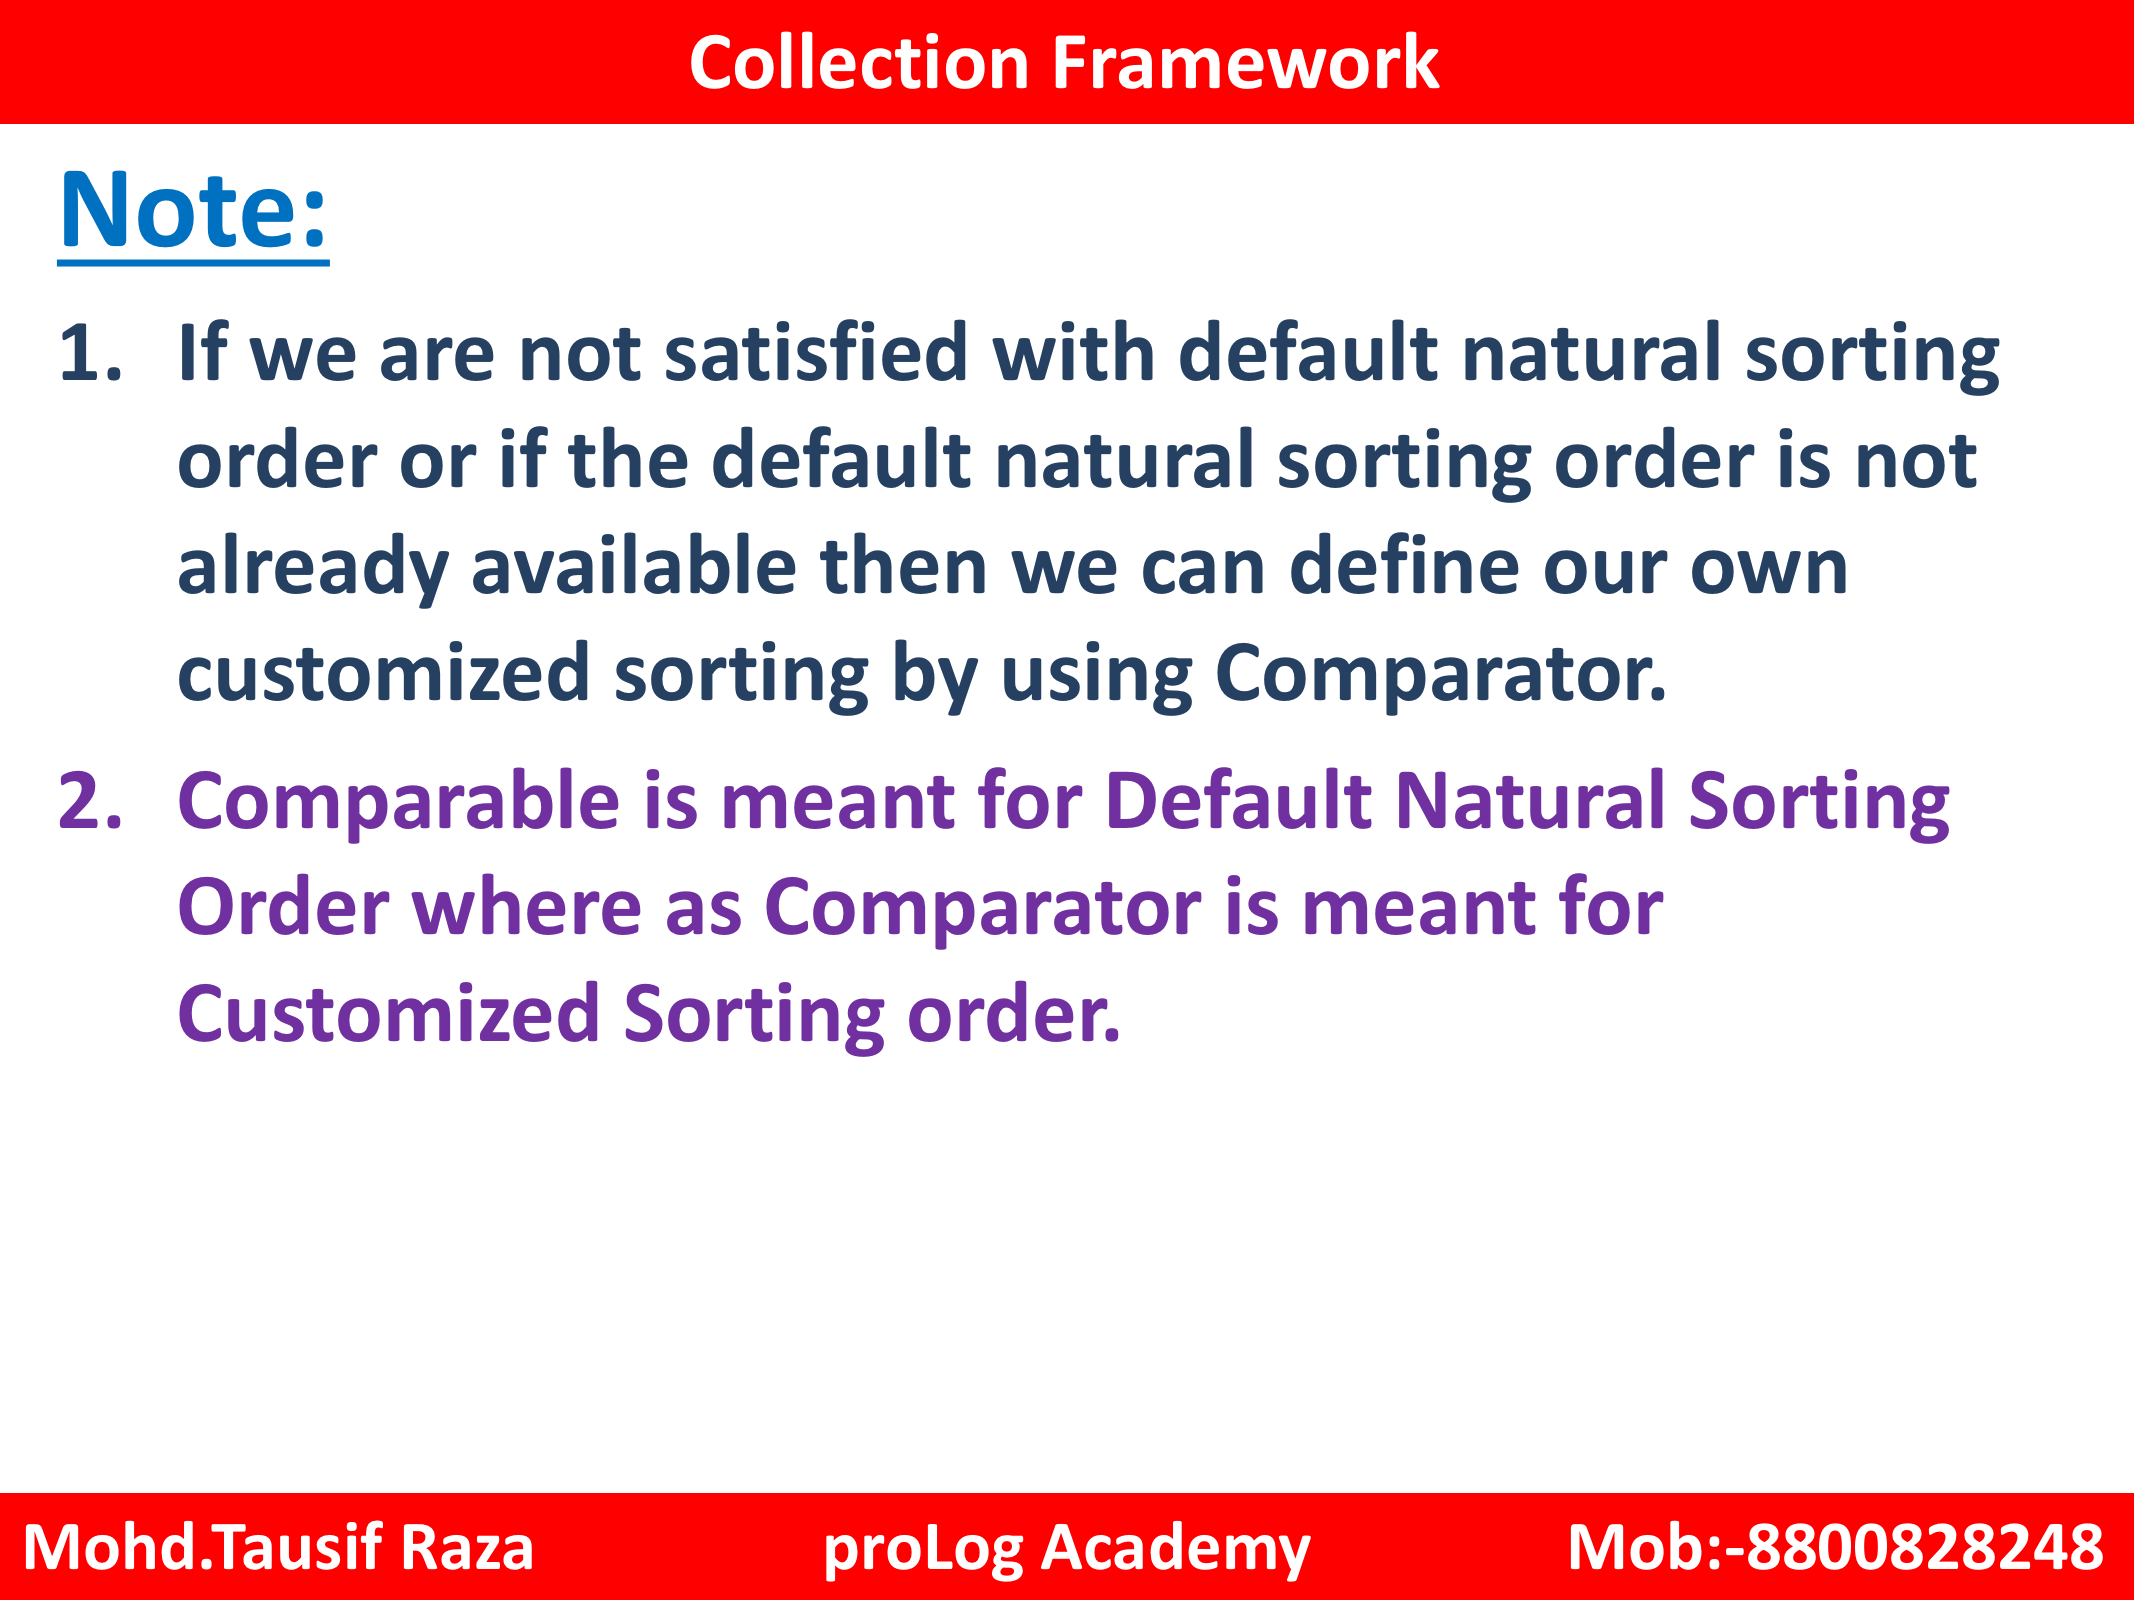 Collection Framework
Note:
1. If we are not satisfied with default natural sorting
order or if the default natural sorting order is not
already available then we can define our own
customized sorting by using Comparator.
2. Comparable is meant for Default Natural Sorting
Order where as Comparator is meant for
Customized Sorting order.
Mohd.Tausif Raza proLog Academy Mob:-8800828248